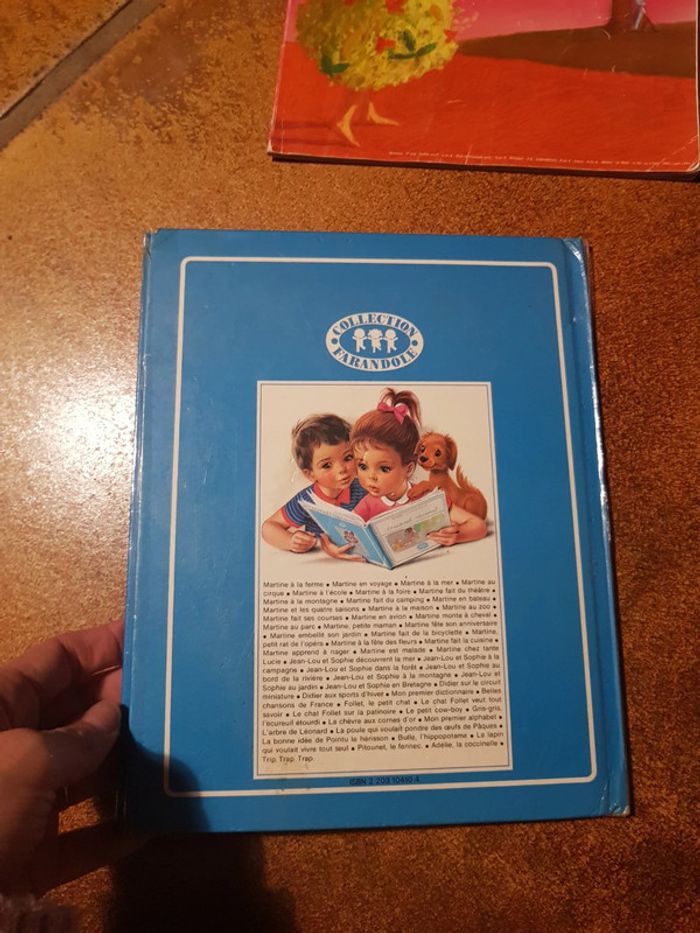 COLLECTION
FARANDOLE
Martine à la ferme • Martine en voyage • Martine à la mer • Martine au
cirque • Martine à l'école • Martine à la foire • Martine fait du théâtre •
Martine à la montagne • Martine fait du camping • Martine en bateau •
Martine et les quatre saisons • Martine à la maison • Martine au zoo •
Martine fait ses courses • Martine en avion • Martine monte à cheval •
Martine au parc • Martine, petite maman • Martine fête son anniversaire
• Martine embellit son jardin • Martine fait de la bicyclette • Martine,
petit rat de l'opéra • Martine à la fête des fleurs • Martine fait la cuisine •
Martine apprend à nager • Martine est malade • Martine chez tante
Lucie • Jean-Lou et Sophie découvrent la mer • Jean-Lou et Sophie à la
campagne • Jean-Lou et Sophie dans la forêt • Jean-Lou et Sophie au
bord de la rivière • Jean-Lou et Sophie à la montagne • Jean-Lou et
Sophie au jardin • Jean-Lou et Sophie en Bretagne • Didier sur le circuit
miniature • Didier aux sports d'hiver • Mon premier dictionnaire • Belles
chansons de France • Follet, le petit chat • Le chat Follet veut tout
savoir • Le chat Follet sur la patinoire • Le petit cow-boy • Gris-gris,
l'écureuil étourdi • La chèvre aux cornes d'or • Mon premier alphabet •
L'arbre de Léonard • La poule qui voulait pondre des œufs de Pâques •
La bonne idée de Pointu le hérisson • Bulle, l'hippopotame • Le lapin
qui voulait vivre tout seul • Pitounet, le fennec. • Adélie, la coccinelle •
Trip, Trap, Trap.
ISBN 2 203 10410 4